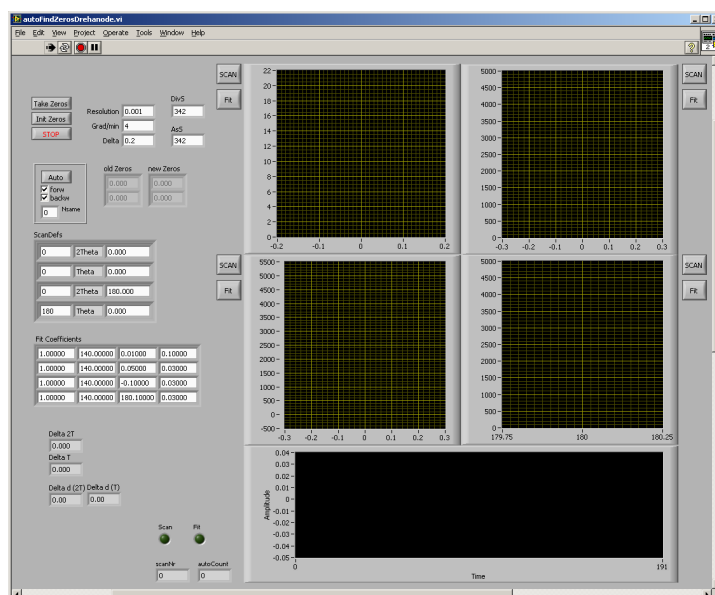 autoFindZerosDrehanode.vi
File Edit View Project Operate Tools Window Help
? 2
Take Zeros
Init Zeros
STOP
Resolution 0.001
Grad/min 4
Delta 0.2
DivS
342
AsS
342
Auto
forw
backw
0 Nsame
old Zeros new Zeros
0.000 0.000
0.000 0.000
ScanDefs
0 2Theta 0.000
0 Theta 0.000
0 2Theta 180.000
180 Theta 0.000
Fit Coefficients
1.00000 140.00000 0.01000 0.10000
1.00000 140.00000 0.05000 0.03000
1.00000 140.00000 -0.10000 0.03000
1.00000 140.00000 180.10000 0.03000
Delta 2T
0.000
Delta T
0.000
Delta d (2T) Delta d (T)
0.00 0.00
Scan Fit
scanNr autoCount
0 0
SCAN
Fit
22
20
18
16
14
12
10
8
6
4
2
0
-0.2 -0.1 0 0.1 0.2
5000
4500
4000
3500
3000
2500
2000
1500
1000
500
0
-0.3 -0.2 -0.1 0 0.1 0.2 0.3
SCAN
Fit
SCAN
Fit
5500
5000
4500
4000
3500
3000
2500
2000
1500
1000
500
0
-500
-0.3 -0.2 -0.1 0 0.1 0.2 0.3
5000
4500
4000
3500
3000
2500
2000
1500
1000
500
0
179.75 180 180.25
SCAN
Fit
Amplitude
0.04
0.03
0.02
0.01
0
-0.01
-0.02
-0.03
-0.04
-0.05
0 191
Time